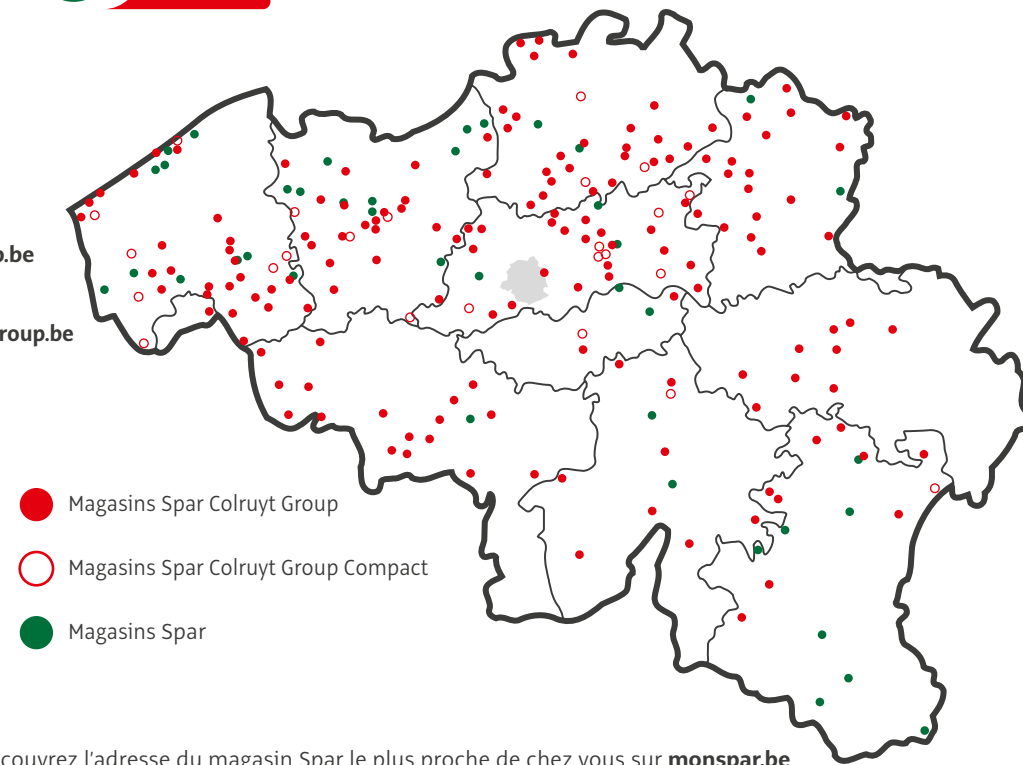 o.be
roup.be
Magasins Spar Colruyt Group
Magasins Spar Colruyt Group Compact
Magasins Spar
couvrez l'adresse du magasin Spar le plus proche de chez vous sur monspar.be